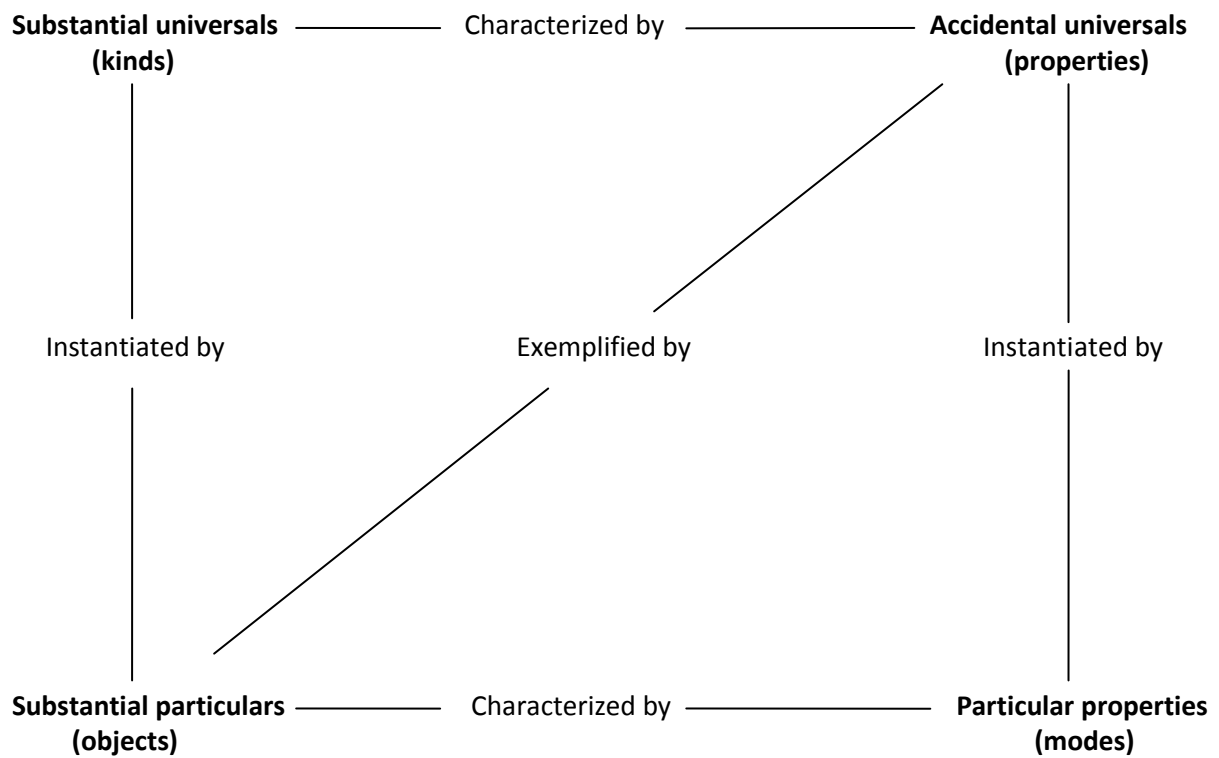 Substantial universals Characterized by Accidental universals
(kinds) (properties)
Instantiated by Exemplified by Instantiated by
Substantial particulars Characterized by Particular properties
(objects) (modes)